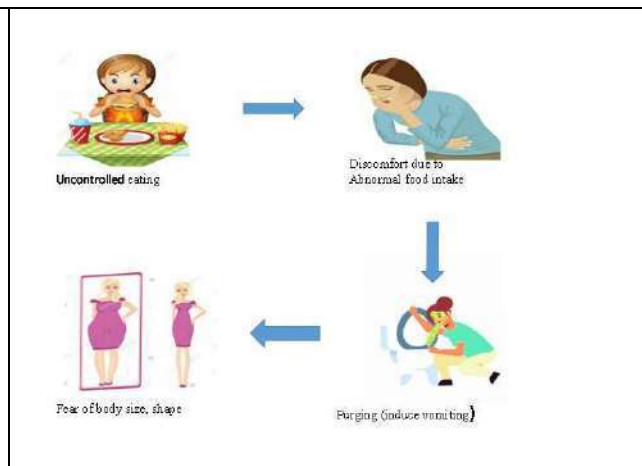 Uncontrolled eating
Discomfort due to
Abnormal food intake
Purging (induce vomiting)
Fear of body size, shape